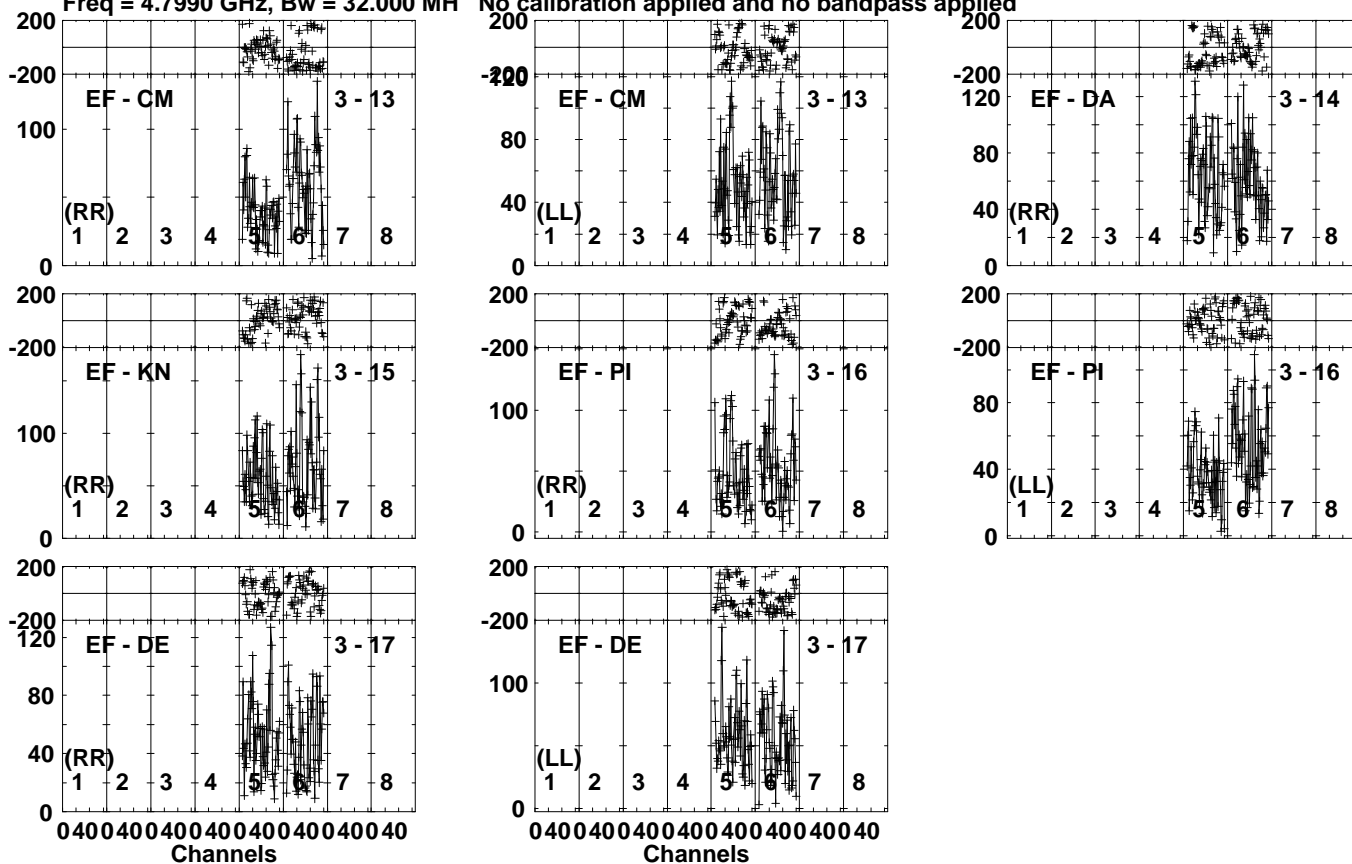 Freq = 4.7990 GHz, Bw = 32.000 MH No calibration applied and no bandpass applied
200 200 200
-200 -200 -200
EF - CM 3 - 13 120 EF - CM 3 - 13 120 EF - DA 3 - 14
100 80 80
40 40
(RR) (LL) (RR)
1 2 3 4 5 6 7 8 1 2 3 4 5 6 7 8 1 2 3 4 5 6 7 8
0 0 0
200 200 200
-200 -200 -200
EF - KN 3 - 15 EF - PI 3 - 16 EF - PI 3 - 16
100 100 80
40
(RR) (RR) (LL)
1 2 3 4 5 6 7 8 1 2 3 4 5 6 7 8 1 2 3 4 5 6 7 8
0 0 0
200 200
-200 -200
120 EF - DE 3 - 17 EF - DE 3 - 17
80 100
40
(RR) (LL)
1 2 3 4 5 6 7 8 1 2 3 4 5 6 7 8
0 0
0 40 0 40 0 40 0 40 0 40 0 40 0 40 0 40 0 40 0 40 0 40 0 40 0 40 0 40 0 40 0 40
Channels Channels